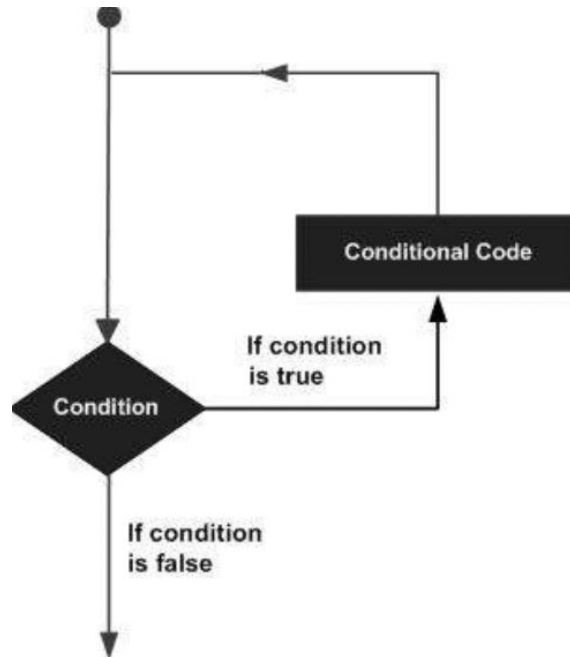 Conditional Code
If condition
is true
Condition
If condition
is false